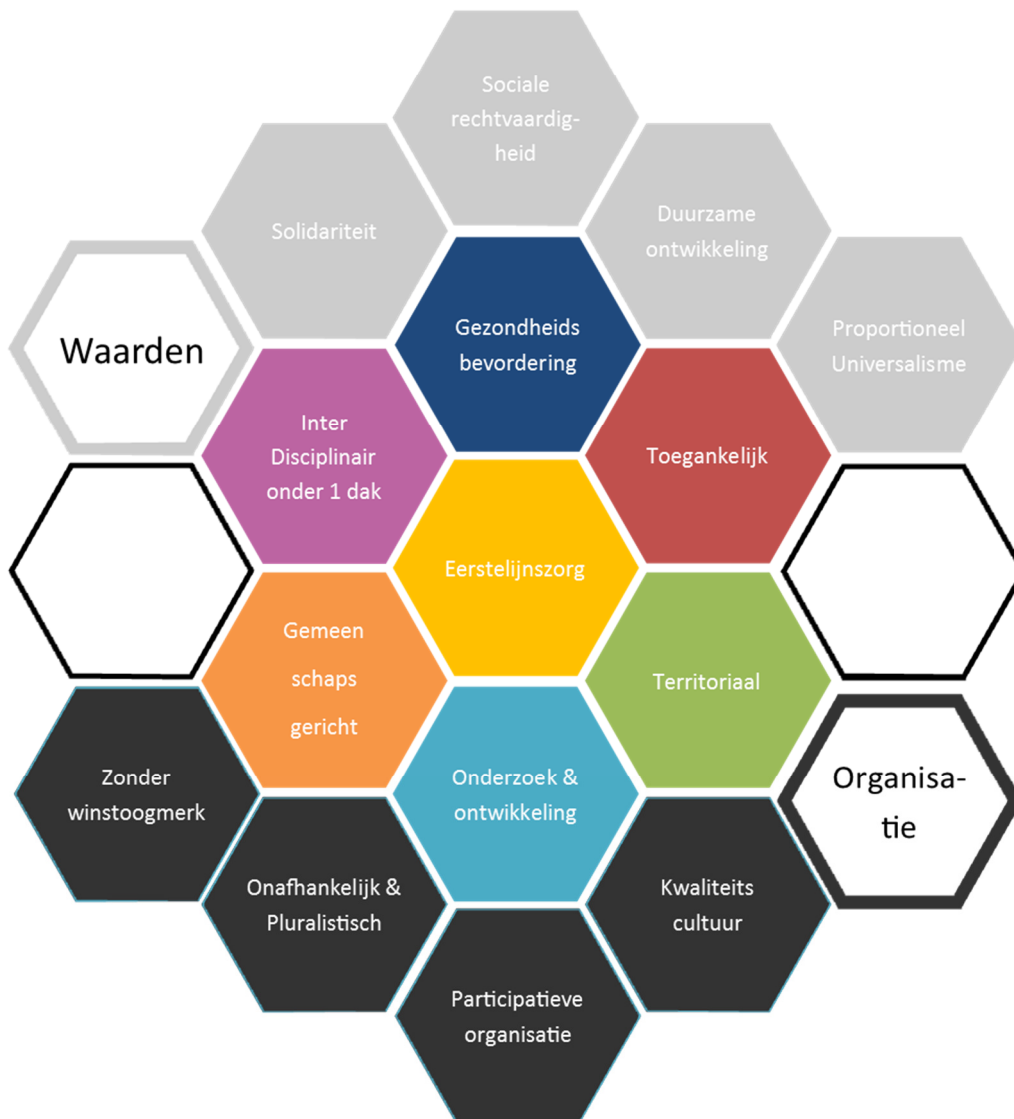 Sociale
rechtvaardig-
heid
Solidariteit
Duurzame
ontwikkeling
Waarden
Gezondheids
bevordering
Proportioneel
Universalisme
Inter
Disciplinair
onder 1 dak
Toegankelijk
Eerstelijnszorg
Gemeen
schaps
gericht
Territoriaal
Zonder
winstoogmerk
Onderzoek &
ontwikkeling
Organisa-
tie
Onafhankelijk &
Pluralistisch
Kwaliteits
cultuur
Participatieve
organisatie